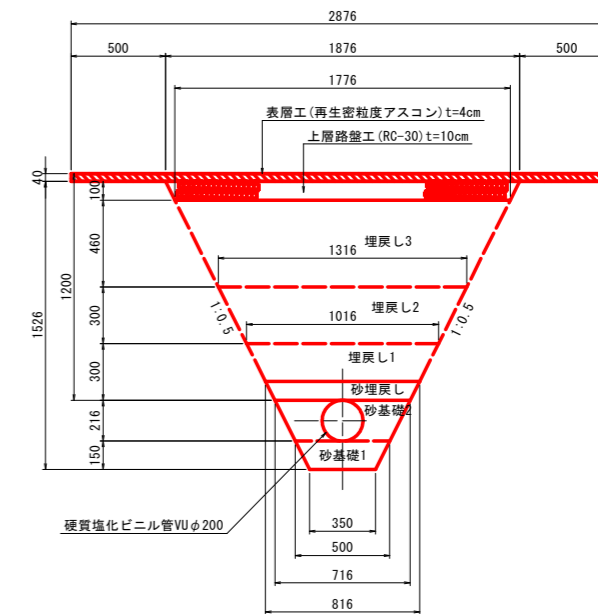 2876
500
1876
500
1776
表層工(再生密粒度アスコン)t=4cm
上層路盤工(RC-30)t=10cm
40
100
埋戻し3
460
1316
1200
埋戻し2
1:0.5
1:0.5
300
1016
1526
埋戻し1
300
砂埋戻し
砂基礎2
216
砂基礎1
150
硬質塩化ビニル管VUφ200
350
500
716
816